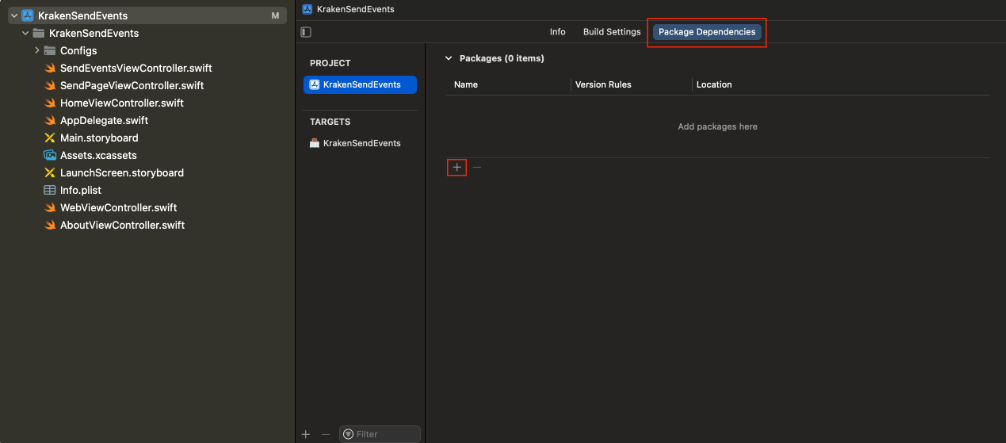 KrakenSendEvents M
KrakenSendEvents
Configs
SendEventsViewController.swift
SendPageViewController.swift
HomeViewController.swift
AppDelegate.swift
Main.storyboard
Assets.xcassets
LaunchScreen.storyboard
Info.plist
WebViewController.swift
AboutViewController.swift
KrakenSendEvents
Info Build Settings Package Dependencies
PROJECT
KrakenSendEvents
TARGETS
KrakenSendEvents
Packages (0 items)
Name Version Rules Location
Add packages here
Filter